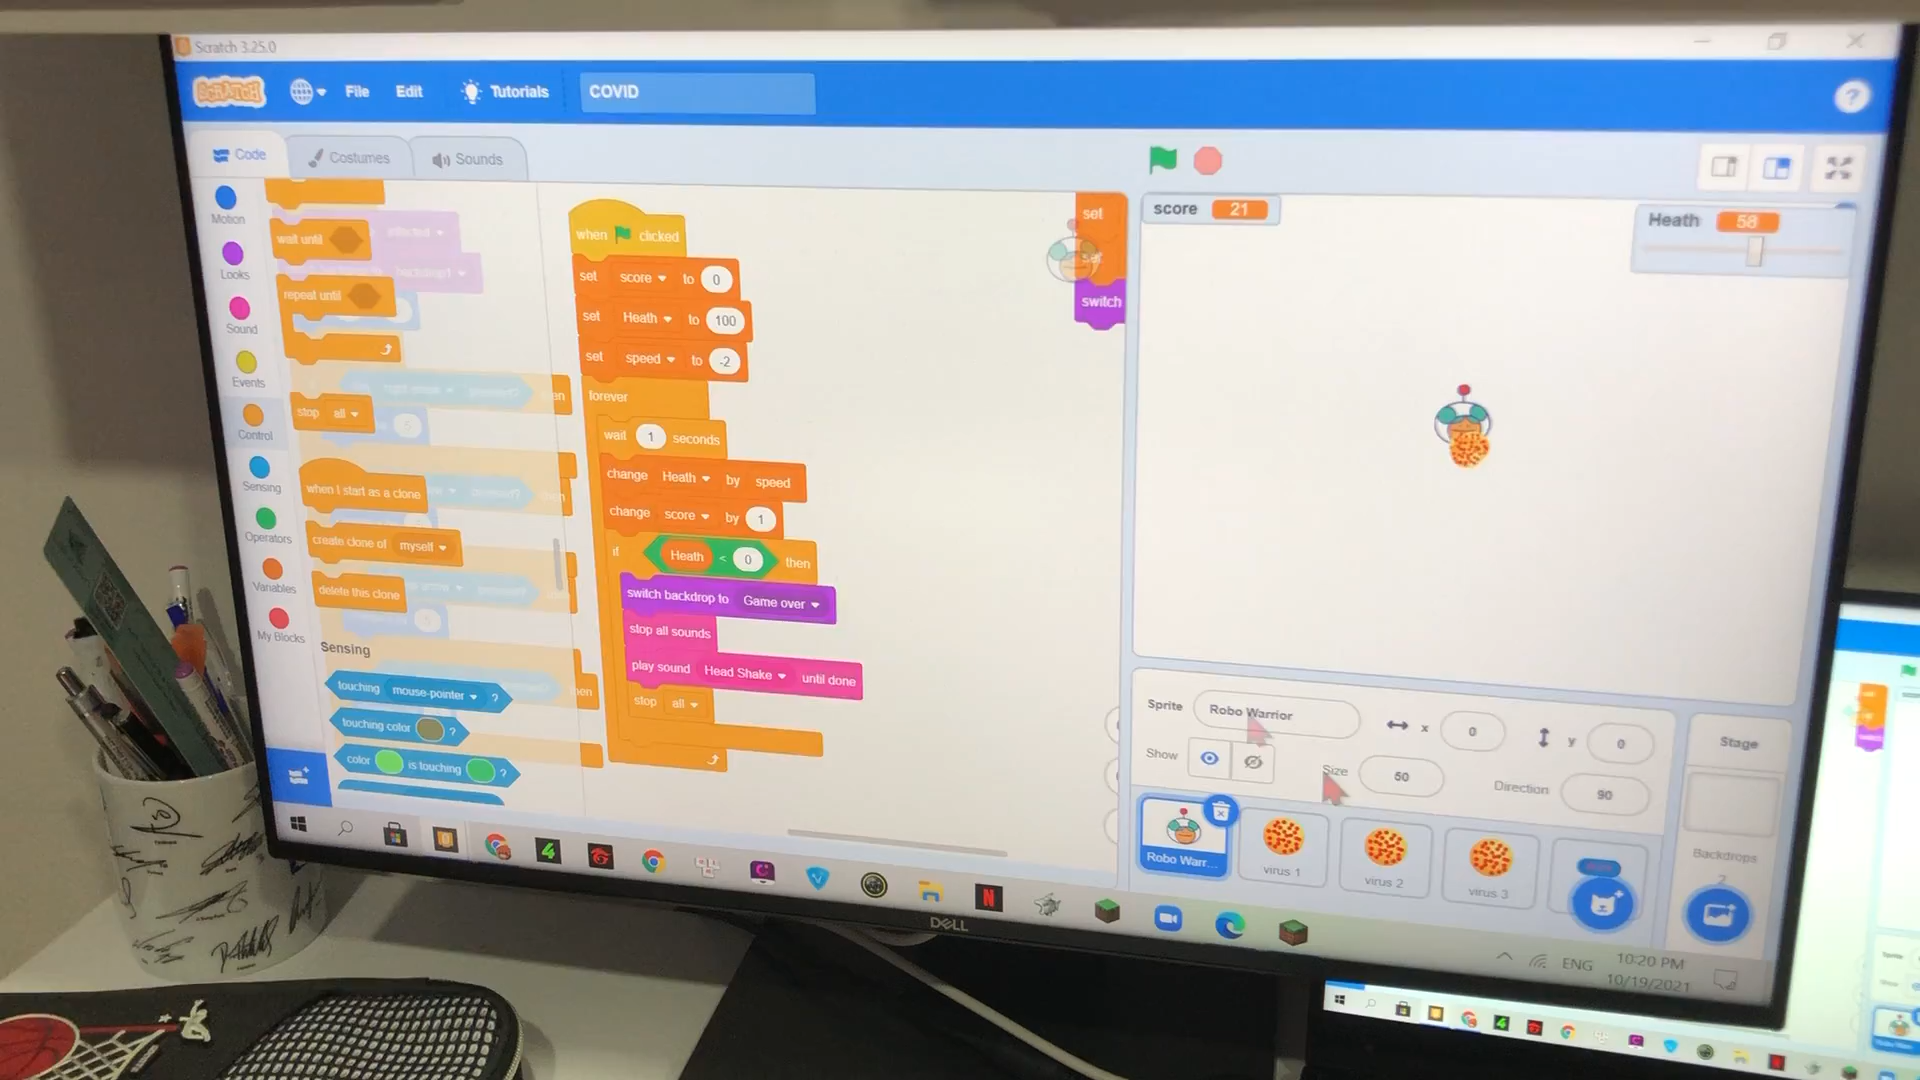 Scratch 3.25.0
SCRATCH File Edit Tutorials COVID ?
Code Costumes Sounds
Motion
Looks
Sound
Events
Control
Sensing
Operators
Variables
My Blocks
wait until
repeat until
stop all
when I start as a clone
create clone of myself
delete this clone
Sensing
touching mouse-pointer ?
touching color ?
color is touching ?
when clicked
set score to 0
set Heath to 100
set speed to -2
forever
wait 1 seconds
change Heath by speed
change score by 1
if Heath < 0 then
switch backdrop to Game over
stop all sounds
play sound Head Shake until done
stop all
set
set
switch
score 21
Heath 58
Sprite Robo Warrior x 0 y 0
Show Size 50 Direction 90
Stage
Backdrops
2
Robo Warr...
virus 1
virus 2
virus 3
ENG 10:20 PM
10/19/2021
DELL